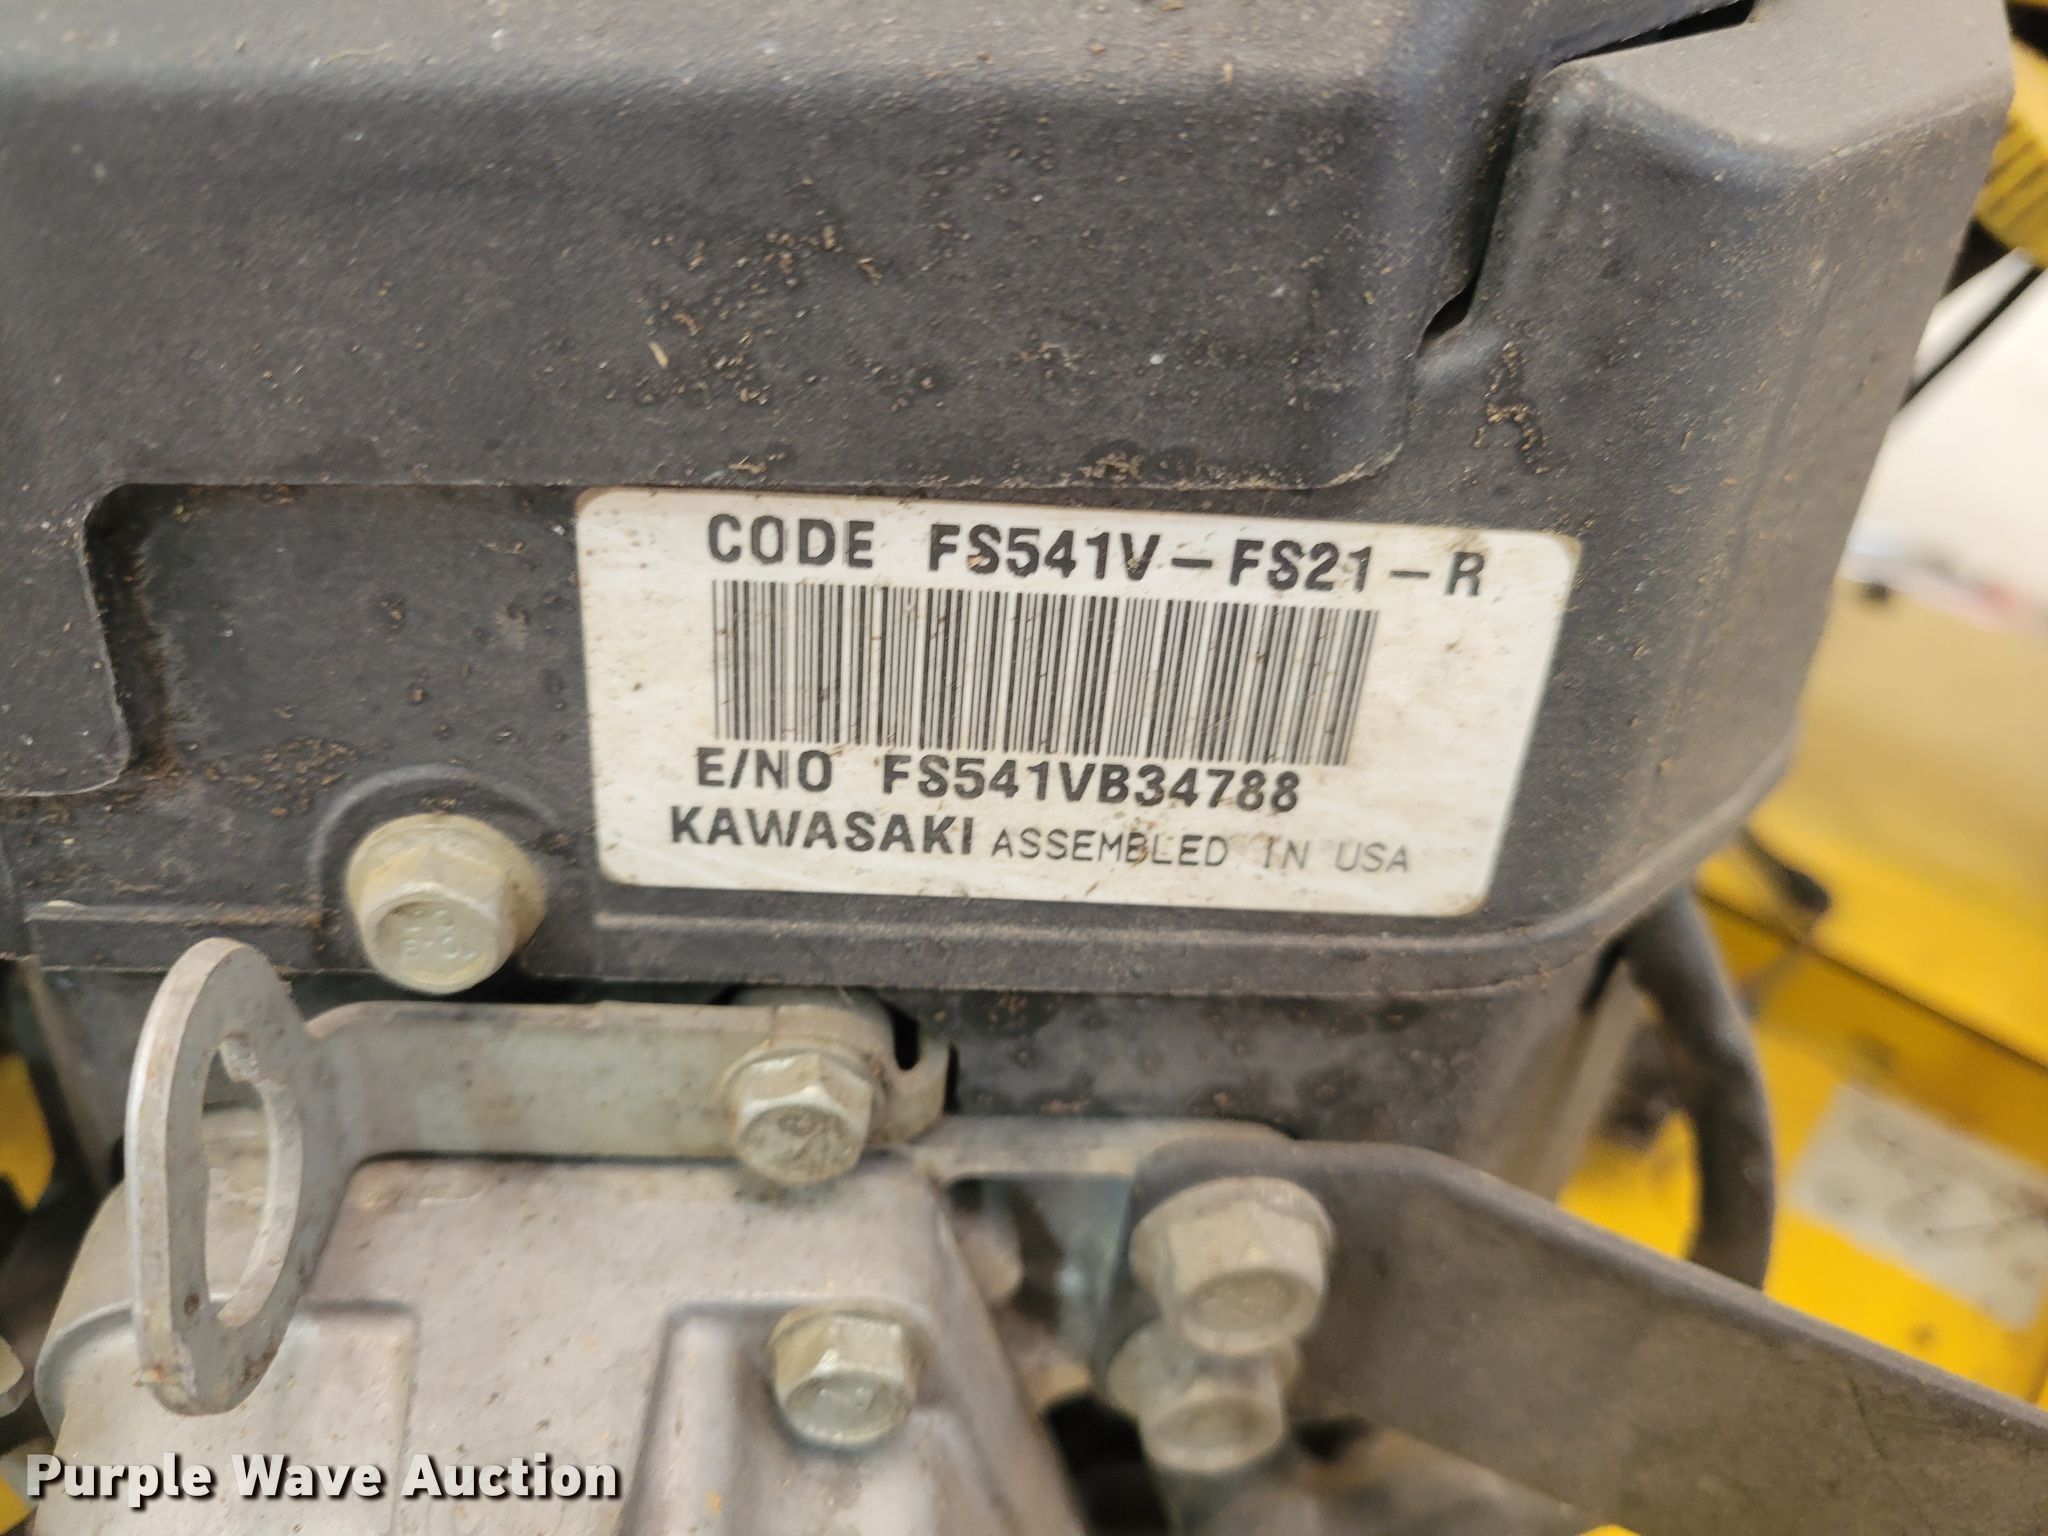 CODE FS541V-FS21-R
E/NO FS541VB34788
KAWASAKI ASSEMBLED IN USA
Purple Wave Auction